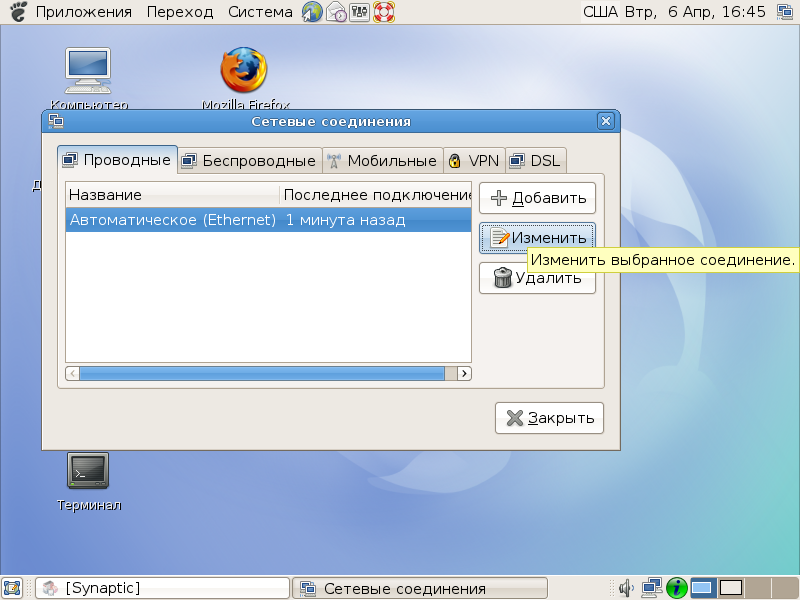 Приложения Переход Система США Втр, 6 Апр, 16:45
Компьютер Mozilla Firefox
Сетевые соединения
Проводные Беспроводные Мобильные VPN DSL
Название Последнее подключение
Автоматическое (Ethernet) 1 минута назад
Добавить
Изменить
Изменить выбранное соединение.
Удалить
Закрыть
Терминал
[Synaptic] Сетевые соединения